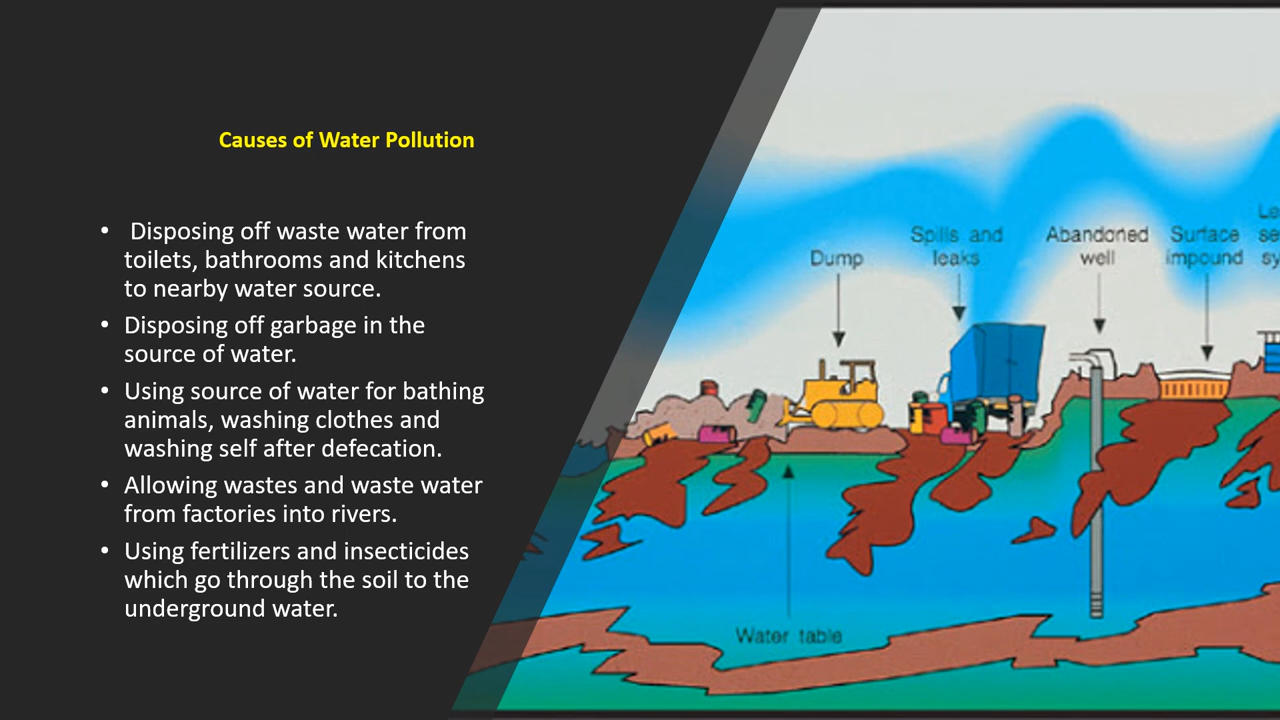 Causes of Water Pollution
• Disposing off waste water from
toilets, bathrooms and kitchens
to nearby water source.
• Disposing off garbage in the
source of water.
• Using source of water for bathing
animals, washing clothes and
washing self after defecation.
• Allowing wastes and waste water
from factories into rivers.
• Using fertilizers and insecticides
which go through the soil to the
underground water.
Dump
Spills and
leaks
Abandoned
well
Surface
impound
Water table